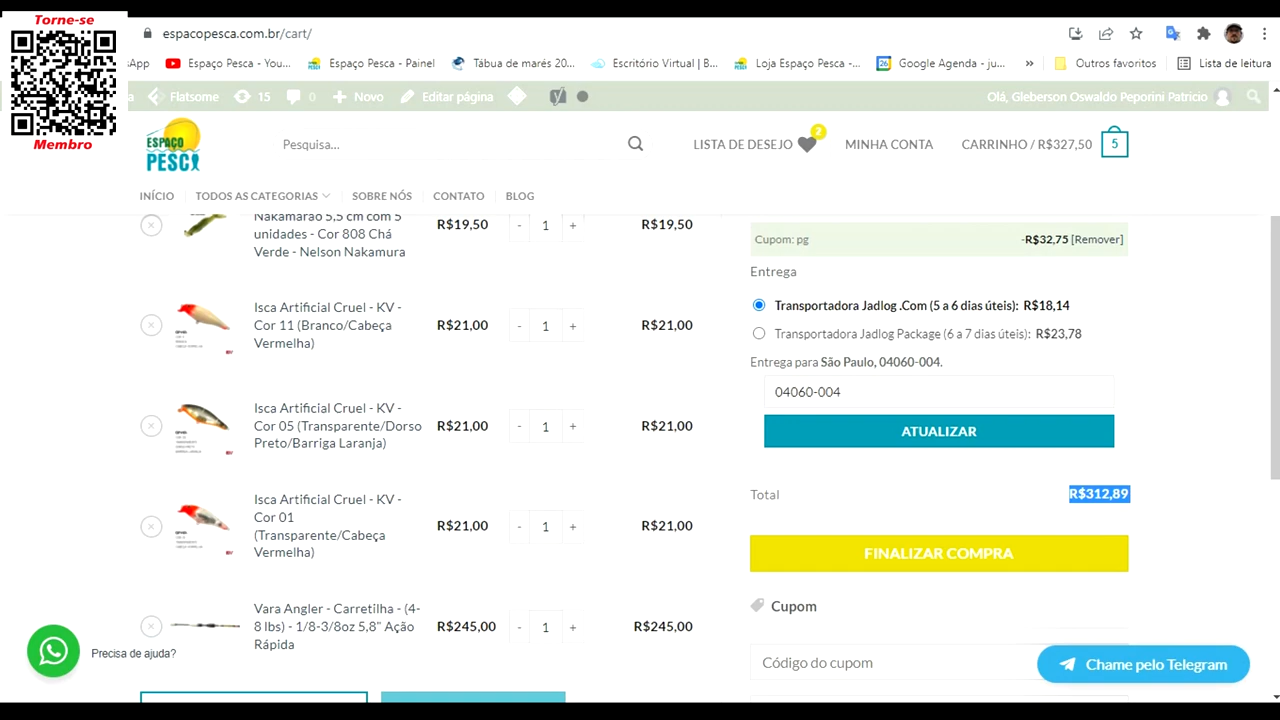 Torne-se
Membro
espacopesca.com.br/cart/
App
Espaço Pesca - You...
Espaço Pesca - Painel
Tábua de marés 20...
Escritório Virtual | B...
Loja Espaço Pesca -...
Google Agenda - ju...
»
Outros favoritos
Lista de leitura
Flatsome
15
0
Novo
Editar página
Olá, Gleberson Oswaldo Peporini Patricio
ESPAÇO
PESCA
Pesquisa...
LISTA DE DESEJO
2
MINHA CONTA
CARRINHO / R$327,50
5
INÍCIO
TODOS AS CATEGORIAS
SOBRE NÓS
CONTATO
BLOG
Nakamarão 5,5 cm com 5
unidades - Cor 808 Chá
Verde - Nelson Nakamura
R$19,50
- 1 +
R$19,50
Isca Artificial Cruel - KV -
Cor 11 (Branco/Cabeça
Vermelha)
R$21,00
- 1 +
R$21,00
Isca Artificial Cruel - KV -
Cor 05 (Transparente/Dorso
Preto/Barriga Laranja)
R$21,00
- 1 +
R$21,00
Isca Artificial Cruel - KV -
Cor 01
(Transparente/Cabeça
Vermelha)
R$21,00
- 1 +
R$21,00
Vara Angler - Carretilha - (4-
8 lbs) - 1/8-3/8oz 5,8" Ação
Rápida
R$245,00
- 1 +
R$245,00
Cupom: pg
-R$32,75 [Remover]
Entrega
Transportadora Jadlog .Com (5 a 6 dias úteis): R$18,14
Transportadora Jadlog Package (6 a 7 dias úteis): R$23,78
Entrega para São Paulo, 04060-004.
04060-004
ATUALIZAR
Total
R$312,89
FINALIZAR COMPRA
Cupom
Código do cupom
Precisa de ajuda?
Chame pelo Telegram